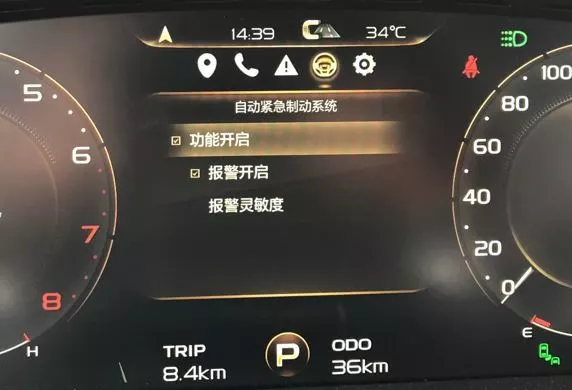 14:39
34°C
自动紧急制动系统
功能开启
报警开启
报警灵敏度
5
6
7
8
H
100
80
60
40
20
0
E
TRIP
8.4km
P
ODO
36km